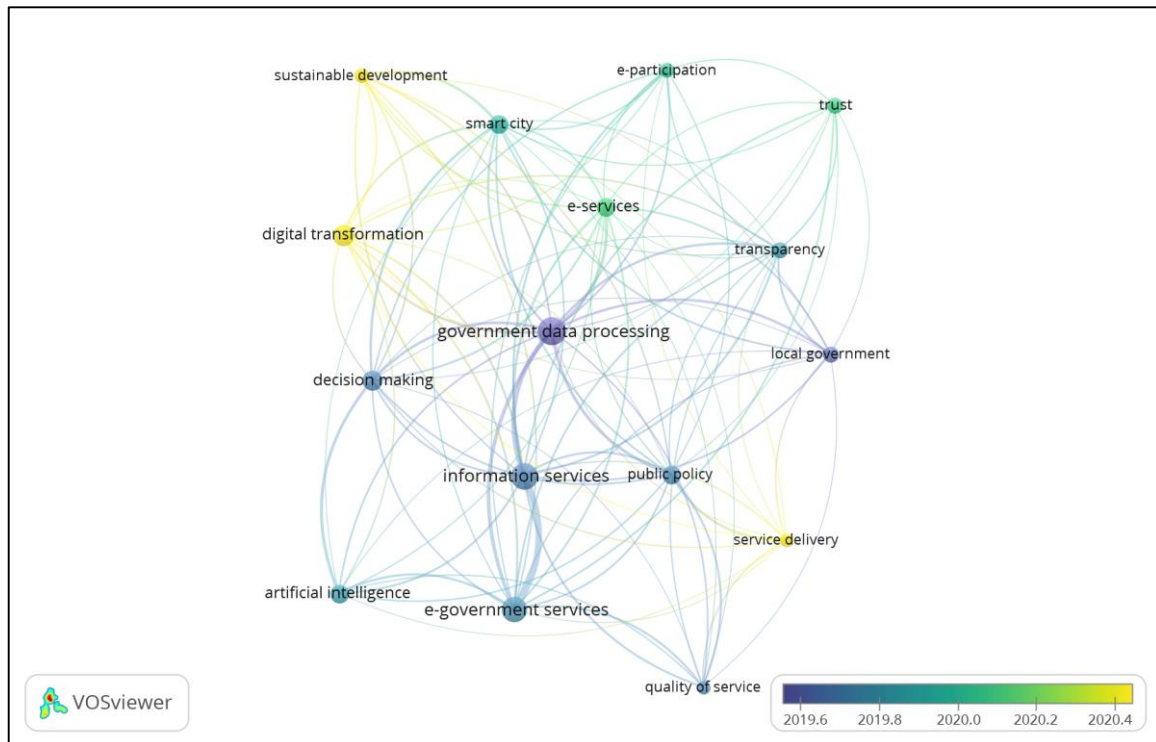 sustainable development
e-participation
trust
smart city
e-services
digital transformation
transparency
government data processing
local government
decision making
information services
public policy
service delivery
artificial intelligence
e-government services
quality of service
VOSviewer
2019.6 2019.8 2020.0 2020.2 2020.4